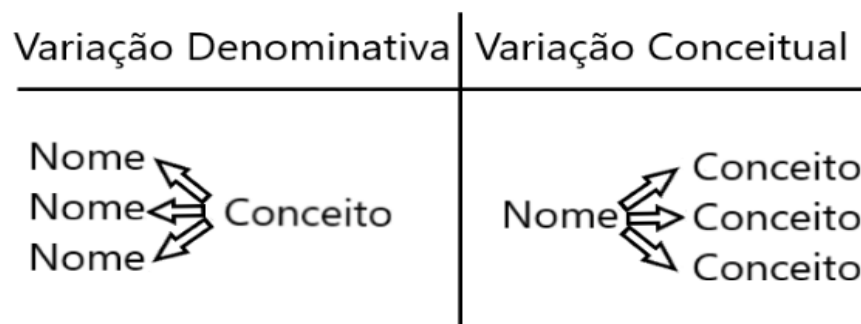 Variação Denominativa
Nome
Nome
Nome
Conceito
Variação Conceitual
Nome
Conceito
Conceito
Conceito